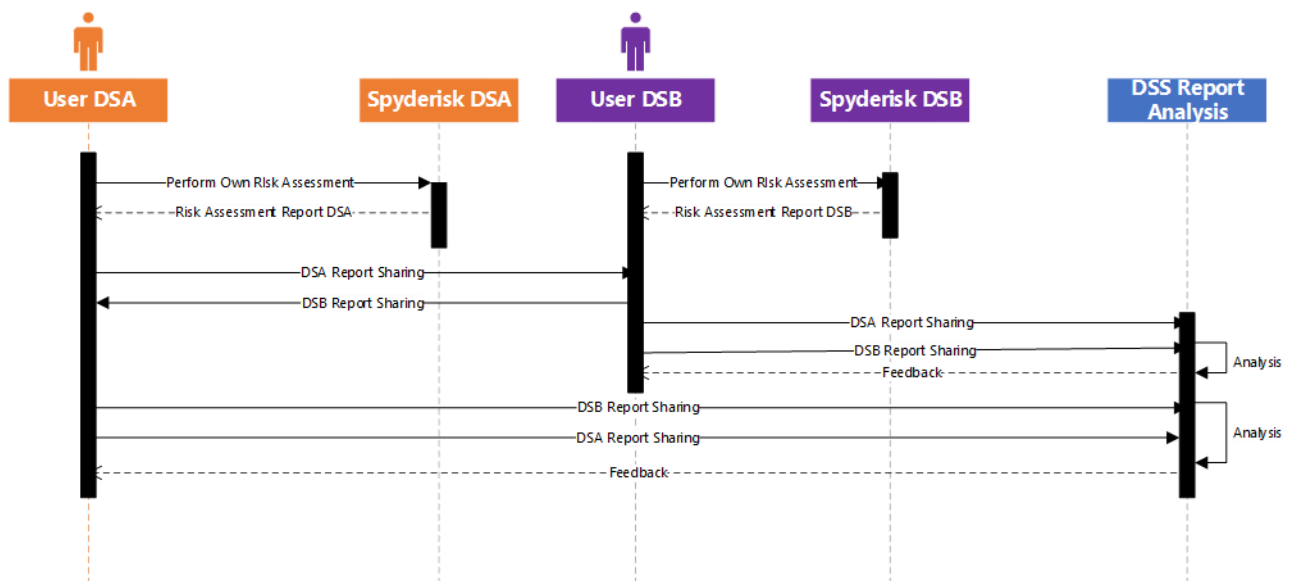 User DSA
Spyderisk DSA
User DSB
Spyderisk DSB
DSS Report
Analysis
Perform Own Risk Assessment
Perform Own Risk Assessment
Risk Assessment Report DSA
Risk Assessment Report DSB
DSA Report Sharing
DSB Report Sharing
DSA Report Sharing
DSB Report Sharing
Analysis
Feedback
DSB Report Sharing
Analysis
DSA Report Sharing
Feedback